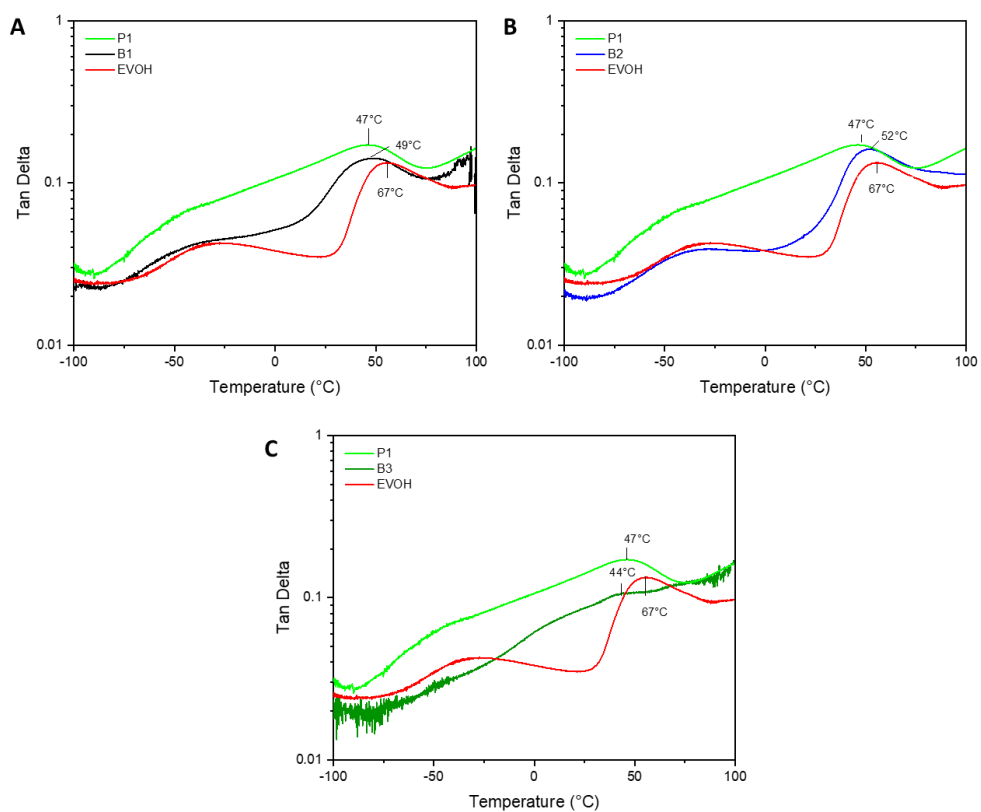 A
P1
B1
EVOH
47°C
49°C
67°C
1
0.1
0.01
Tan Delta
-100
-50
0
50
100
Temperature (°C)
B
P1
B2
EVOH
47°C
52°C
67°C
1
0.1
0.01
Tan Delta
-100
-50
0
50
100
Temperature (°C)
C
P1
B3
EVOH
47°C
44°C
67°C
1
0.1
0.01
Tan Delta
-100
-50
0
50
100
Temperature (°C)